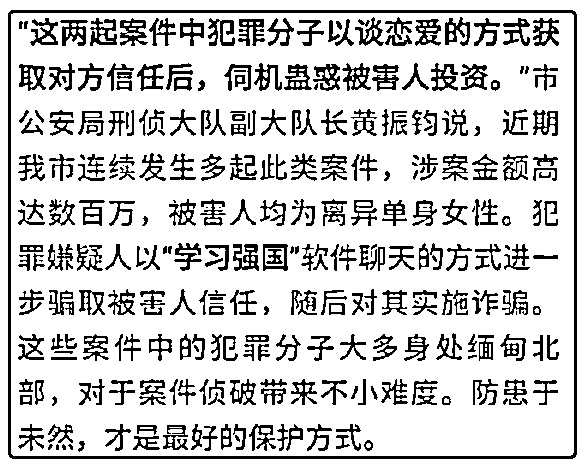 “这两起案件中犯罪分子以谈恋爱的方式获
取对方信任后，伺机蛊惑被害人投资。”市
公安局刑侦大队副大队长黄振钧说，近期
我市连续发生多起此类案件，涉案金额高
达数百万，被害人均为离异单身女性。犯
罪嫌疑人以“学习强国”软件聊天的方式进一
步骗取被害人信任，随后对其实施诈骗。
这些案件中的犯罪分子大多身处缅甸北
部，对于案件侦破带来不小难度。防患于
未然，才是最好的保护方式。